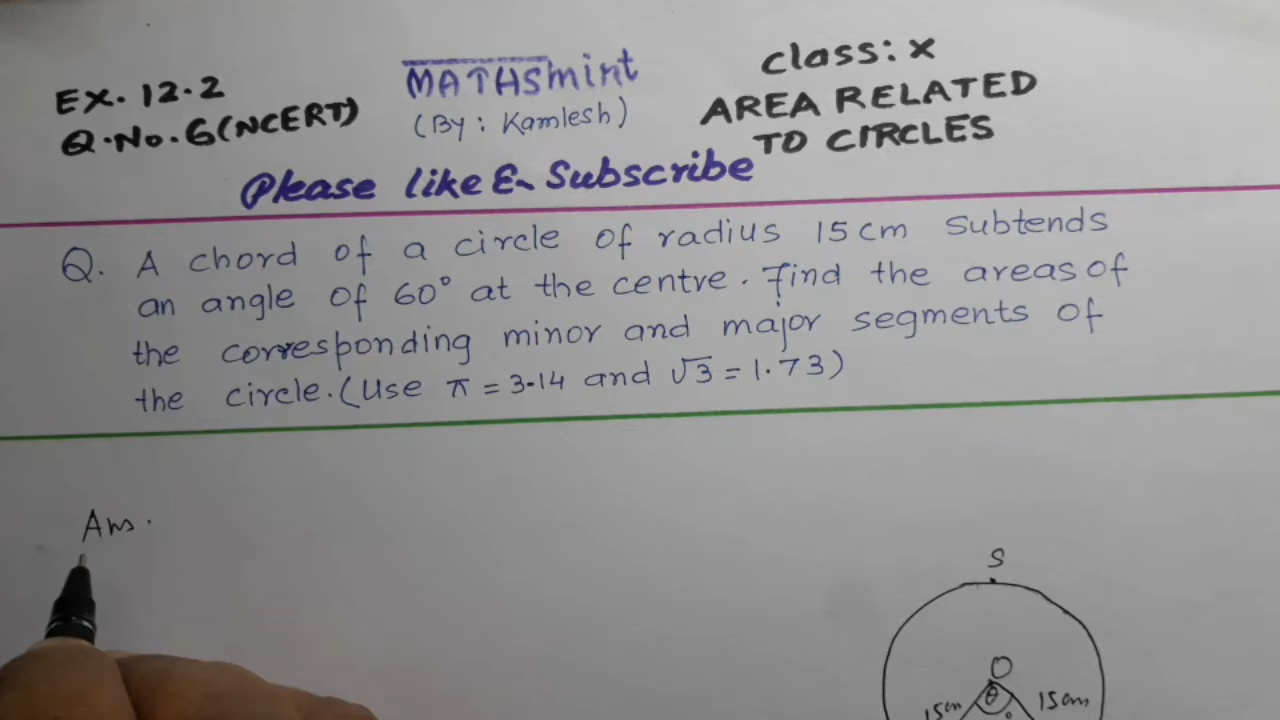 EX. 12.2
Q.No.6(NCERT)
MATHSmint
(By: Kamlesh)
class: x
AREA RELATED
TO CIRCLES
Please like & Subscribe
Q. A chord of a circle of radius 15cm subtends
an angle of 60° at the centre. Find the areas of
the corresponding minor and major segments of
the circle.(Use π = 3.14 and √3 = 1.73)
Ans.
S
O
θ
15cm
15cm